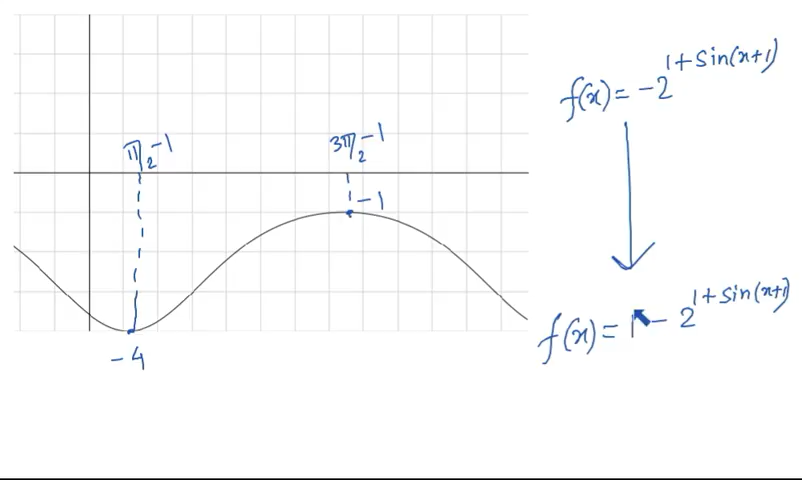 f(x) = -2^{1+sin(x+1)}
π/2 -1
3π/2 -1
-1
f(x) = 1 - 2^{1+sin(x+1)}
-4